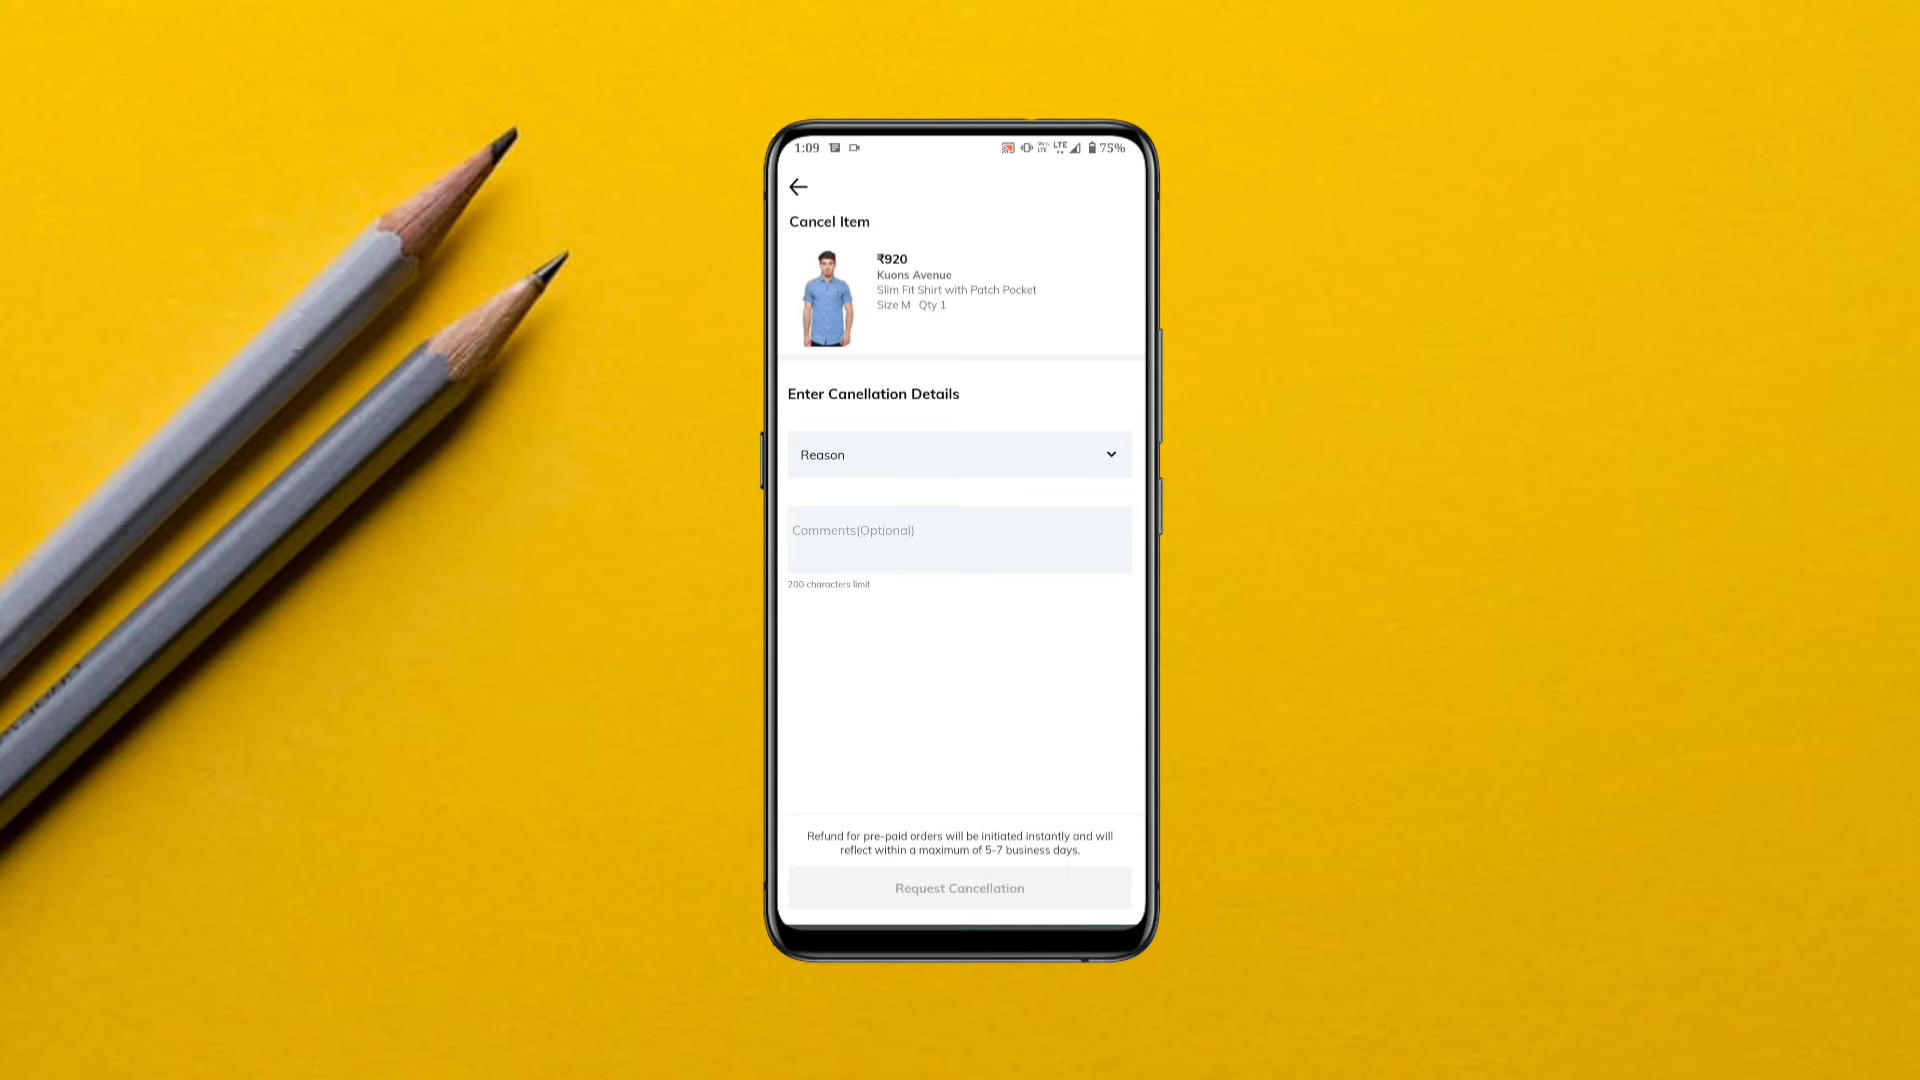 1:09 LTE 75%
Cancel Item
₹920
Kuons Avenue
Slim Fit Shirt with Patch Pocket
Size M Qty 1
Enter Canellation Details
Reason
Comments(Optional)
200 characters limit
Refund for pre-paid orders will be initiated instantly and will
reflect within a maximum of 5-7 business days.
Request Cancellation